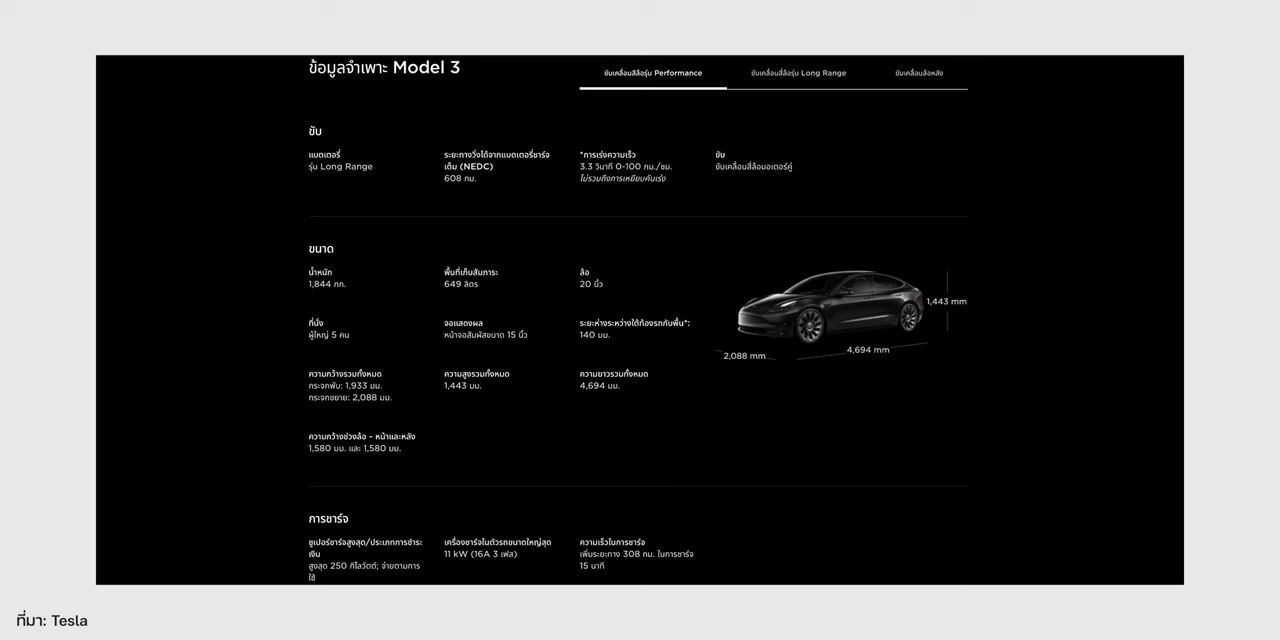 ข้อมูลจำเพาะ Model 3
ขับเคลื่อนสี่ล้อรุ่น Performance
ขับเคลื่อนสี่ล้อรุ่น Long Range
ขับเคลื่อนล้อหลัง
ขับ
แบตเตอรี่
รุ่น Long Range
ระยะทางวิ่งได้จากแบตเตอรี่ชาร์จ
เต็ม (NEDC)
608 กม.
*การเร่งความเร็ว
3.3 วินาที 0-100 กม./ชม.
ไม่รวมถึงการเหยียบคันเร่ง
ขับ
ขับเคลื่อนสี่ล้อมอเตอร์คู่
ขนาด
น้ำหนัก
1,844 กก.
พื้นที่เก็บสัมภาระ
649 ลิตร
ล้อ
20 นิ้ว
ที่นั่ง
ผู้ใหญ่ 5 คน
จอแสดงผล
หน้าจอสัมผัสขนาด 15 นิ้ว
ระยะห่างระหว่างใต้ท้องรถกับพื้น*:
140 มม.
ความกว้างรวมทั้งหมด
กระจกพับ: 1,933 มม.
กระจกขยาย: 2,088 มม.
ความสูงรวมทั้งหมด
1,443 มม.
ความยาวรวมทั้งหมด
4,694 มม.
ความกว้างช่วงล้อ - หน้าและหลัง
1,580 มม. และ 1,580 มม.
1,443 mm
4,694 mm
2,088 mm
การชาร์จ
ซูเปอร์ชาร์จสูงสุด/ประเภทการชำระ
เงิน
สูงสุด 250 กิโลวัตต์; จ่ายตามการ
ใช้
เครื่องชาร์จในตัวรถขนาดใหญ่สุด
11 kW (16A 3 เฟส)
ความเร็วในการชาร์จ
เพิ่มระยะทาง 308 กม. ในการชาร์จ
15 นาที
ที่มา: Tesla